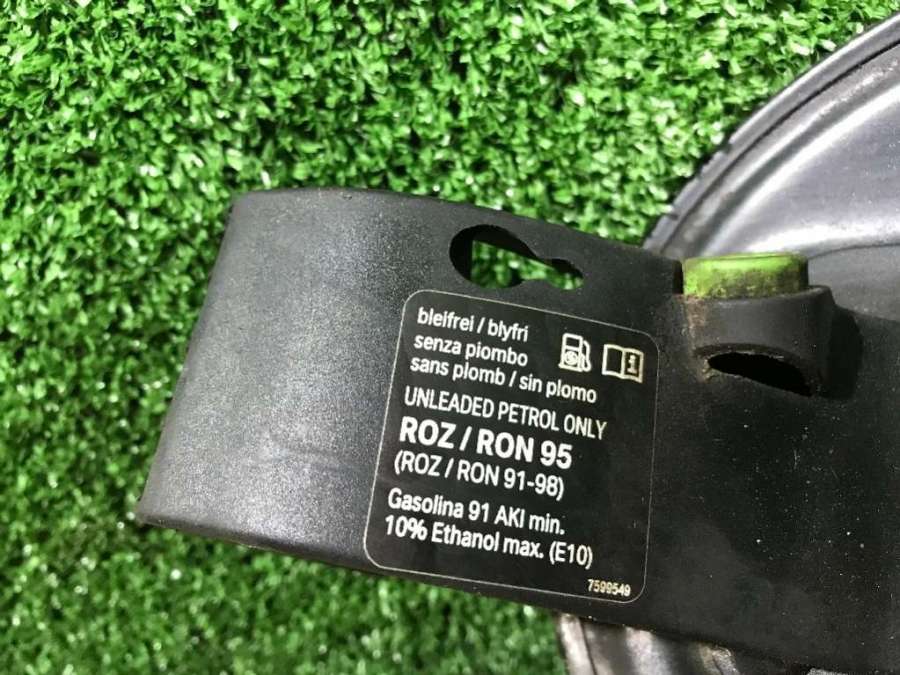 bleifrei / blyfri
senza piombo
sans plomb / sin plomo
UNLEADED PETROL ONLY
ROZ / RON 95
(ROZ / RON 91-98)
Gasolina 91 AKI min.
10% Ethanol max. (E10)
7599549